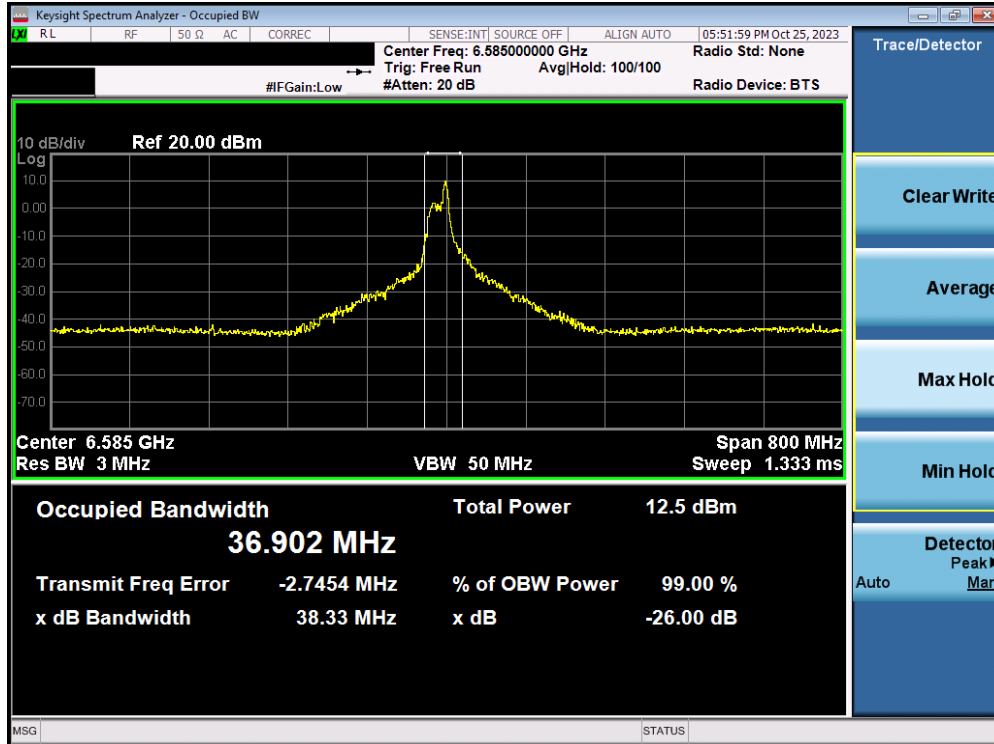 Keysight Spectrum Analyzer - Occupied BW
LXI RL RF 50 Ω AC CORREC SENSE:INT SOURCE OFF ALIGN AUTO 05:51:59 PM Oct 25, 2023
Center Freq: 6.585000000 GHz Radio Std: None
Trig: Free Run Avg|Hold: 100/100
#IFGain:Low #Atten: 20 dB Radio Device: BTS
Trace/Detector
10 dB/div Ref 20.00 dBm
Log
10.0
0.00
-10.0
-20.0
-30.0
-40.0
-50.0
-60.0
-70.0
Center 6.585 GHz Span 800 MHz
Res BW 3 MHz VBW 50 MHz Sweep 1.333 ms
Occupied Bandwidth Total Power 12.5 dBm
36.902 MHz
Transmit Freq Error -2.7454 MHz % of OBW Power 99.00 %
x dB Bandwidth 38.33 MHz x dB -26.00 dB
Clear Write
Average
Max Hold
Min Hold
Detector
Peak
Auto Man
MSG STATUS